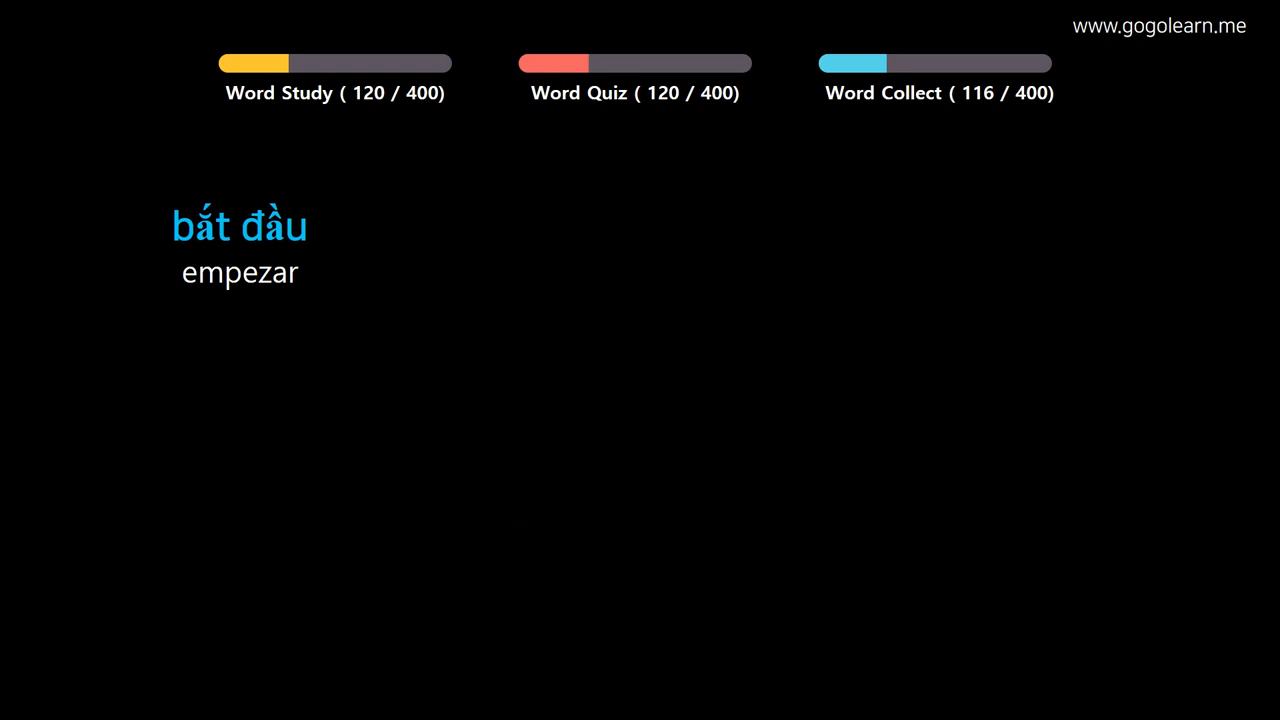 www.gogolearn.me
Word Study ( 120 / 400)
Word Quiz ( 120 / 400)
Word Collect ( 116 / 400)
bắt đầu
empezar